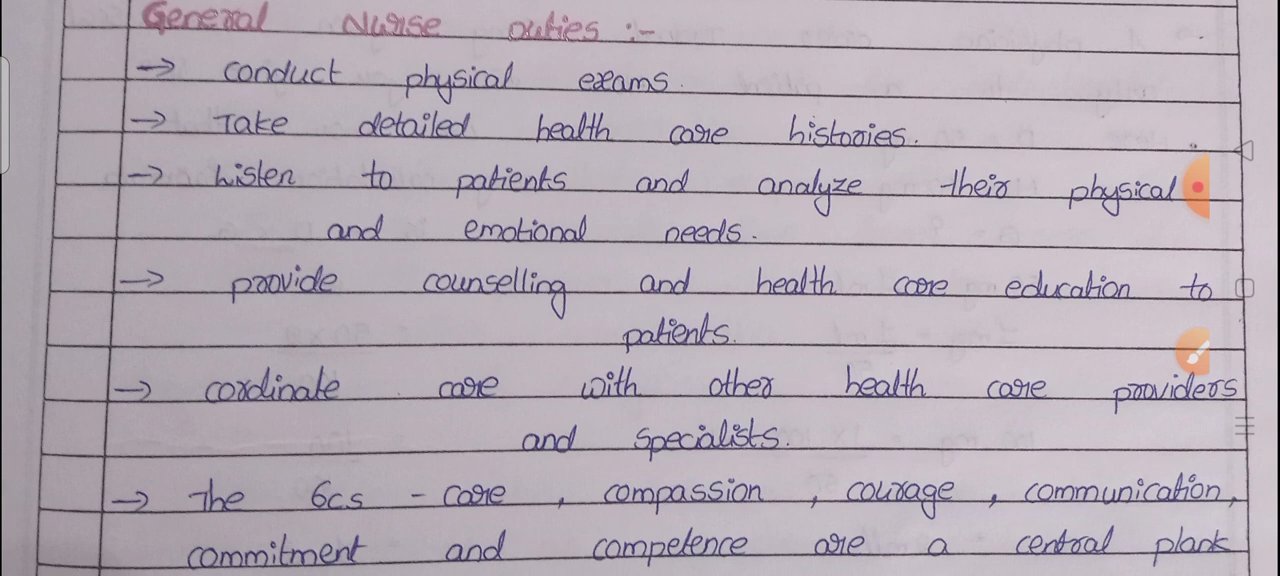 General Nurse duties :-
→ conduct physical exams.
→ Take detailed health care histories.
→ Listen to patients and analyze their physical
and emotional needs.
→ provide counselling and health care education to
patients.
→ cordinate care with other health care providers
and specialists.
→ The 6cs - care , compassion , courage , communication,
commitment and competence are a central plank